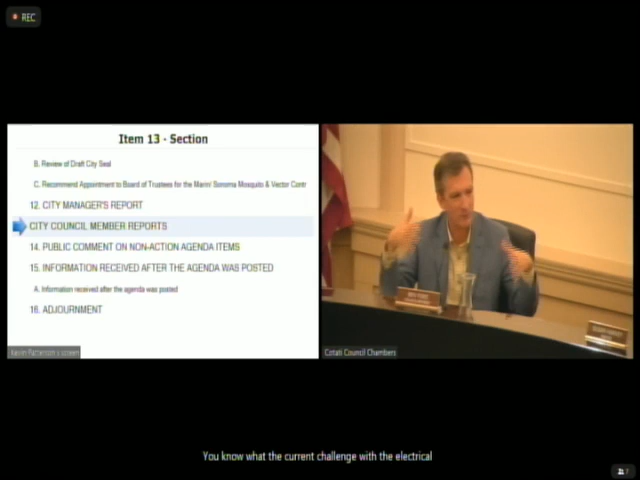 REC
Item 13 - Section
B. Review of Draft City Seal
C. Recommend Appointment to Board of Trustees for the Marin/ Sonoma Mosquito & Vector Contr
12. CITY MANAGER'S REPORT
CITY COUNCIL MEMBER REPORTS
14. PUBLIC COMMENT ON NON-ACTION AGENDA ITEMS
15. INFORMATION RECEIVED AFTER THE AGENDA WAS POSTED
A. Information received after the agenda was posted
16. ADJOURNMENT
Kevin Patterson's screen
Cotati Council Chambers
You know what the current challenge with the electrical